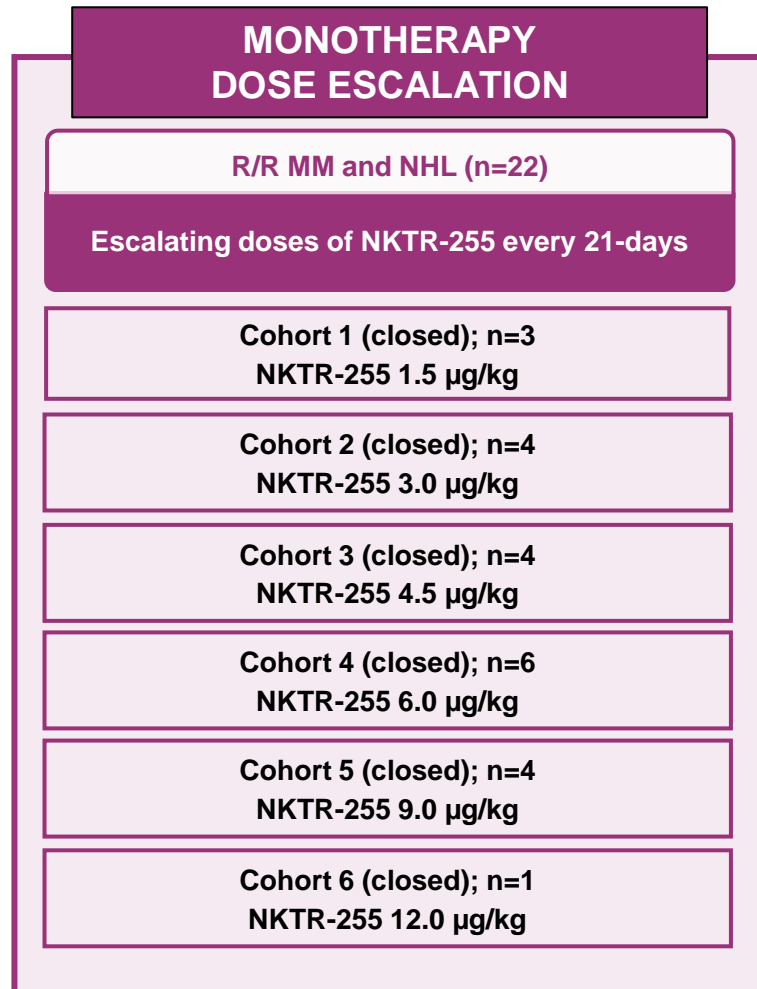 MONOTHERAPY
DOSE ESCALATION
R/R MM and NHL (n=22)
Escalating doses of NKTR-255 every 21-days
Cohort 1 (closed); n=3
NKTR-255 1.5 µg/kg
Cohort 2 (closed); n=4
NKTR-255 3.0 µg/kg
Cohort 3 (closed); n=4
NKTR-255 4.5 µg/kg
Cohort 4 (closed); n=6
NKTR-255 6.0 µg/kg
Cohort 5 (closed); n=4
NKTR-255 9.0 µg/kg
Cohort 6 (closed); n=1
NKTR-255 12.0 µg/kg